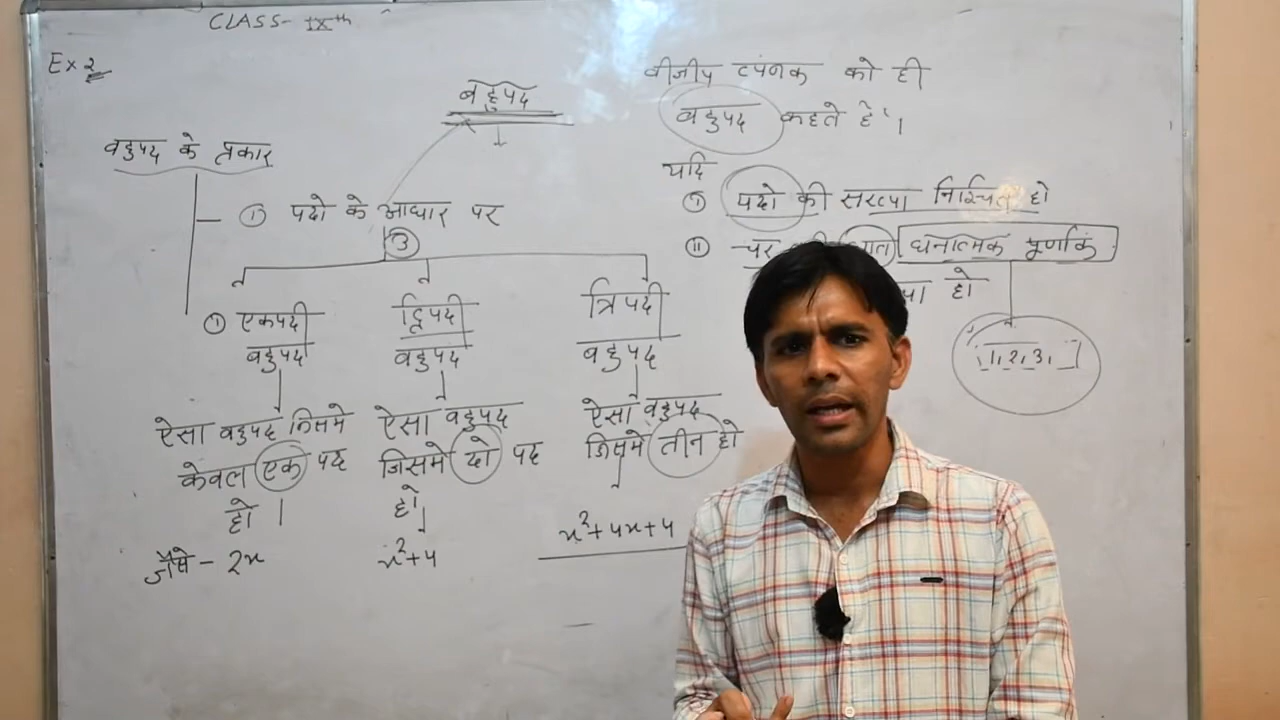 CLASS- IXth
Ex 2
बहुपद
बीजीय व्यंजक को ही
बहुपद कहते है।
यदि
① पदो की संख्या निश्चित हो
② चर घात धनात्मक पूर्णांक
हो
1, 2, 3,
बहुपद के प्रकार
① पदो के आधार पर
③
① एकपदी बहुपद
द्विपदी बहुपद
त्रिपदी बहुपद
ऐसा बहुपद जिसमे
केवल एक पद
हो।
जैसे - 2x
ऐसा बहुपद
जिसमे दो पद
हो
x²+4
ऐसा बहुपद
जिसमे तीन हो
x²+4x+4